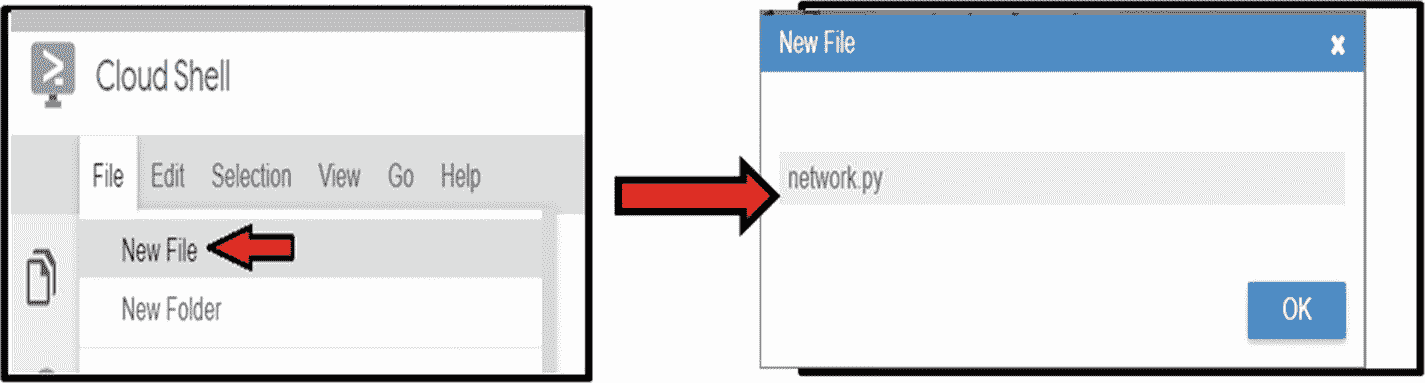 Cloud Shell
File Edit Selection View Go Help
New File
New Folder
New File
network.py
OK